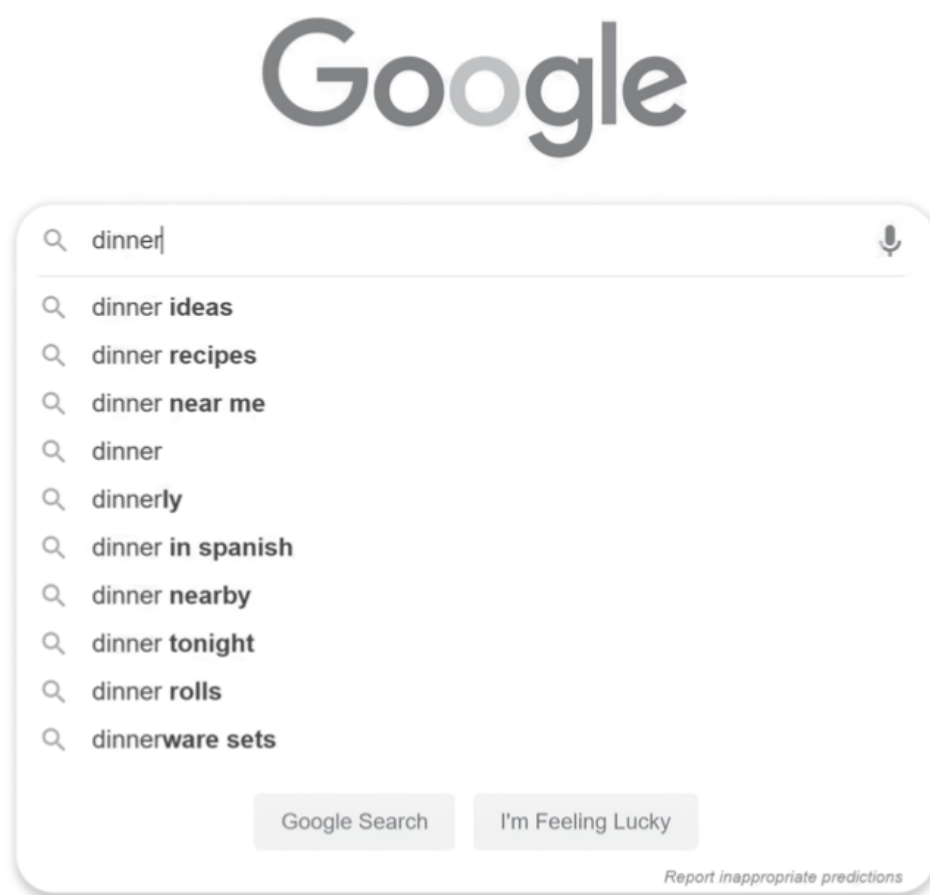 Google
dinner
dinner ideas
dinner recipes
dinner near me
dinner
dinnerly
dinner in spanish
dinner nearby
dinner tonight
dinner rolls
dinnerware sets
Google Search I'm Feeling Lucky
Report inappropriate predictions